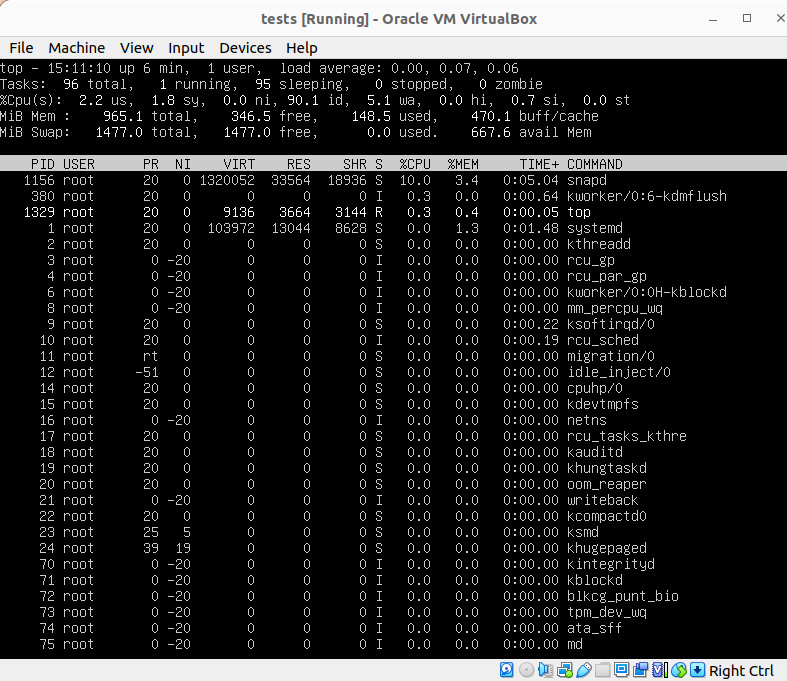 tests [Running] - Oracle VM VirtualBox
File Machine View Input Devices Help
top - 15:11:10 up 6 min,  1 user,  load average: 0.00, 0.07, 0.06
Tasks:  96 total,   1 running,  95 sleeping,   0 stopped,   0 zombie
%Cpu(s):  2.2 us,  1.8 sy,  0.0 ni, 90.1 id,  5.1 wa,  0.0 hi,  0.7 si,  0.0 st
MiB Mem :    965.1 total,    346.5 free,    148.5 used,    470.1 buff/cache
MiB Swap:   1477.0 total,   1477.0 free,      0.0 used.    667.6 avail Mem
PID USER      PR  NI    VIRT    RES    SHR S  %CPU  %MEM     TIME+ COMMAND
1156 root      20   0 1320052  33564  18936 S  10.0   3.4   0:05.04 snapd
380 root      20   0       0      0      0 I   0.3   0.0   0:00.64 kworker/0:6-kdmflush
1329 root      20   0    9136   3664   3144 R   0.3   0.4   0:00.05 top
1 root      20   0  103972  13044   8628 S   0.0   1.3   0:01.48 systemd
2 root      20   0       0      0      0 S   0.0   0.0   0:00.00 kthreadd
3 root       0 -20       0      0      0 I   0.0   0.0   0:00.00 rcu_gp
4 root       0 -20       0      0      0 I   0.0   0.0   0:00.00 rcu_par_gp
6 root       0 -20       0      0      0 I   0.0   0.0   0:00.00 kworker/0:0H-kblockd
8 root       0 -20       0      0      0 I   0.0   0.0   0:00.00 mm_percpu_wq
9 root      20   0       0      0      0 S   0.0   0.0   0:00.22 ksoftirqd/0
10 root      20   0       0      0      0 I   0.0   0.0   0:00.19 rcu_sched
11 root      rt   0       0      0      0 S   0.0   0.0   0:00.00 migration/0
12 root     -51   0       0      0      0 S   0.0   0.0   0:00.00 idle_inject/0
14 root      20   0       0      0      0 S   0.0   0.0   0:00.00 cpuhp/0
15 root      20   0       0      0      0 S   0.0   0.0   0:00.00 kdevtmpfs
16 root       0 -20       0      0      0 I   0.0   0.0   0:00.00 netns
17 root      20   0       0      0      0 S   0.0   0.0   0:00.00 rcu_tasks_kthre
18 root      20   0       0      0      0 S   0.0   0.0   0:00.00 kauditd
19 root      20   0       0      0      0 S   0.0   0.0   0:00.00 khungtaskd
20 root      20   0       0      0      0 S   0.0   0.0   0:00.00 oom_reaper
21 root       0 -20       0      0      0 I   0.0   0.0   0:00.00 writeback
22 root      20   0       0      0      0 S   0.0   0.0   0:00.00 kcompactd0
23 root      25   5       0      0      0 S   0.0   0.0   0:00.00 ksmd
24 root      39  19       0      0      0 S   0.0   0.0   0:00.00 khugepaged
70 root       0 -20       0      0      0 I   0.0   0.0   0:00.00 kintegrityd
71 root       0 -20       0      0      0 I   0.0   0.0   0:00.00 kblockd
72 root       0 -20       0      0      0 I   0.0   0.0   0:00.00 blkcg_punt_bio
73 root       0 -20       0      0      0 I   0.0   0.0   0:00.00 tpm_dev_wq
74 root       0 -20       0      0      0 I   0.0   0.0   0:00.00 ata_sff
75 root       0 -20       0      0      0 I   0.0   0.0   0:00.00 md
Right Ctrl